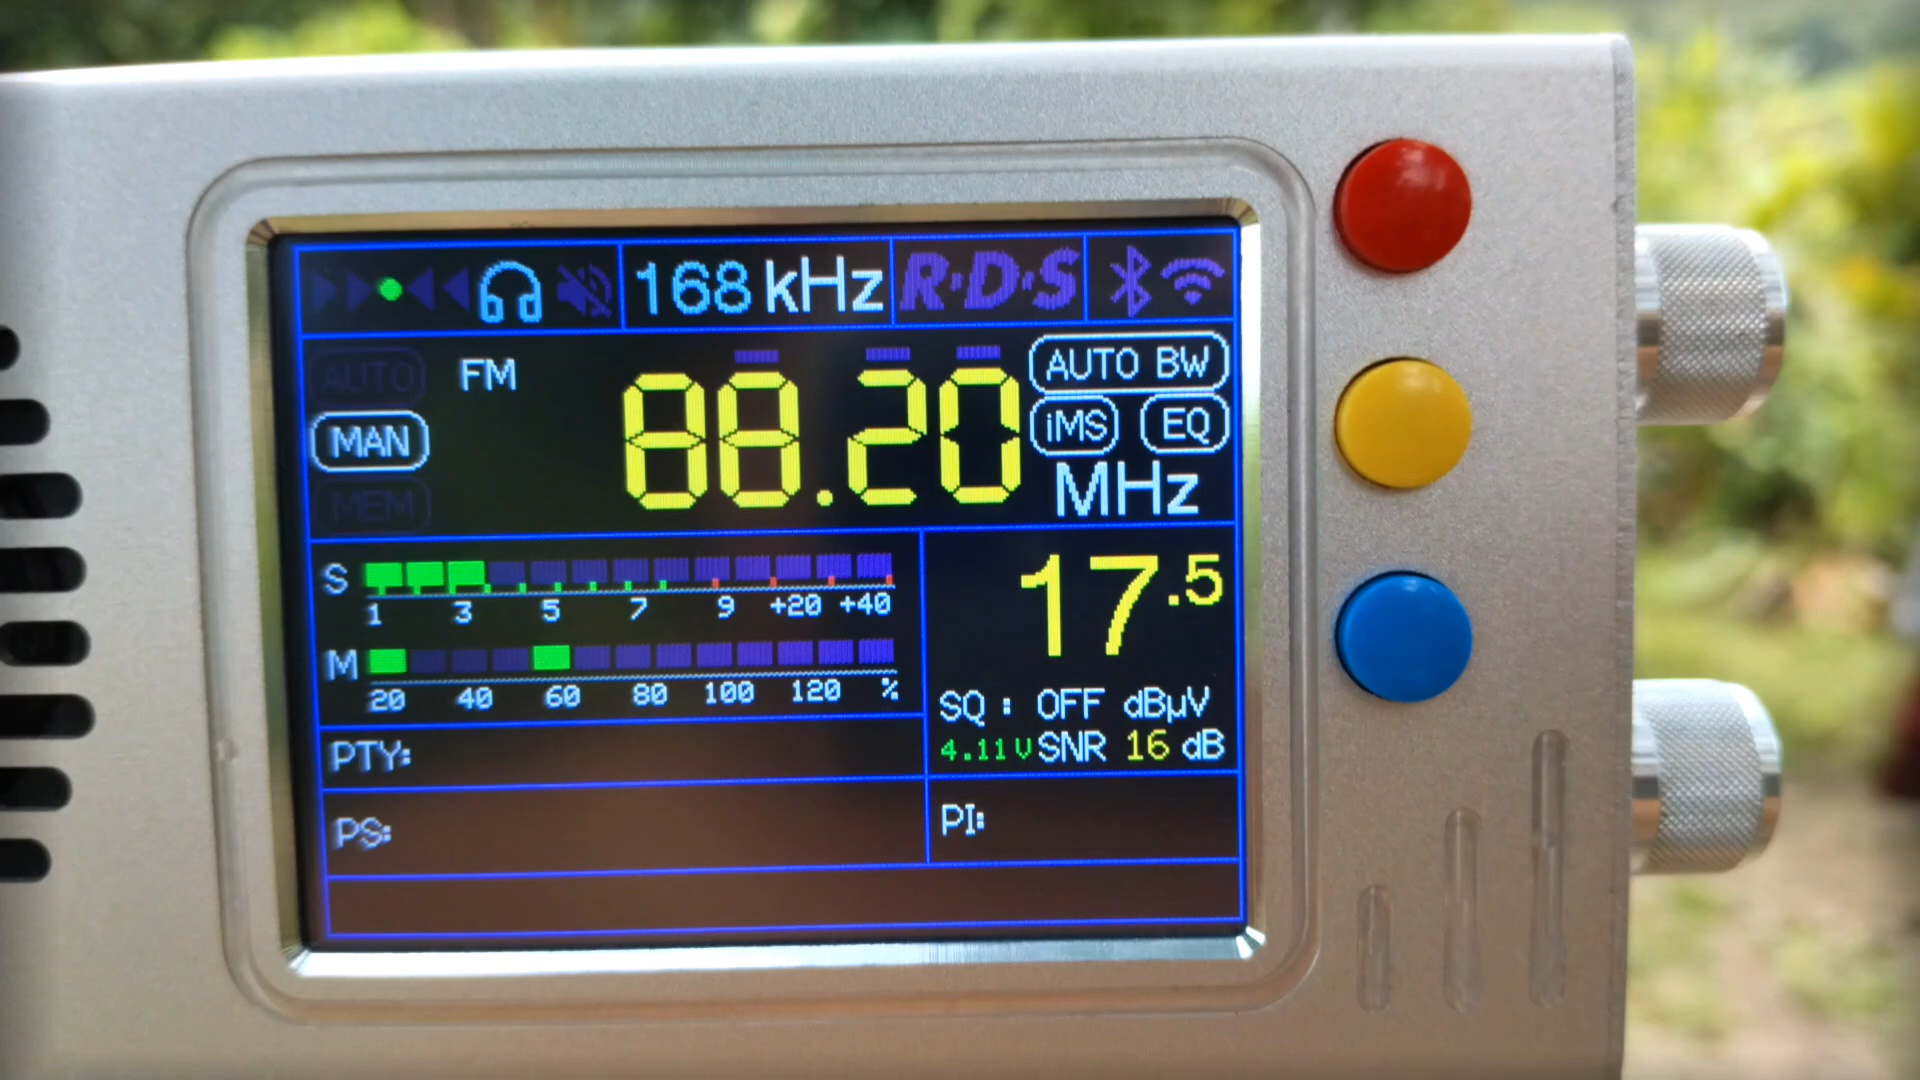 168 kHz R·D·S
AUTO FM 88.20 AUTO BW
MAN iMS EQ
MEM MHz
S 1 3 5 7 9 +20 +40
17.5
M 20 40 60 80 100 120 %
SQ : OFF dBµV
4.11V SNR 16 dB
PTY:
PS:
PI: